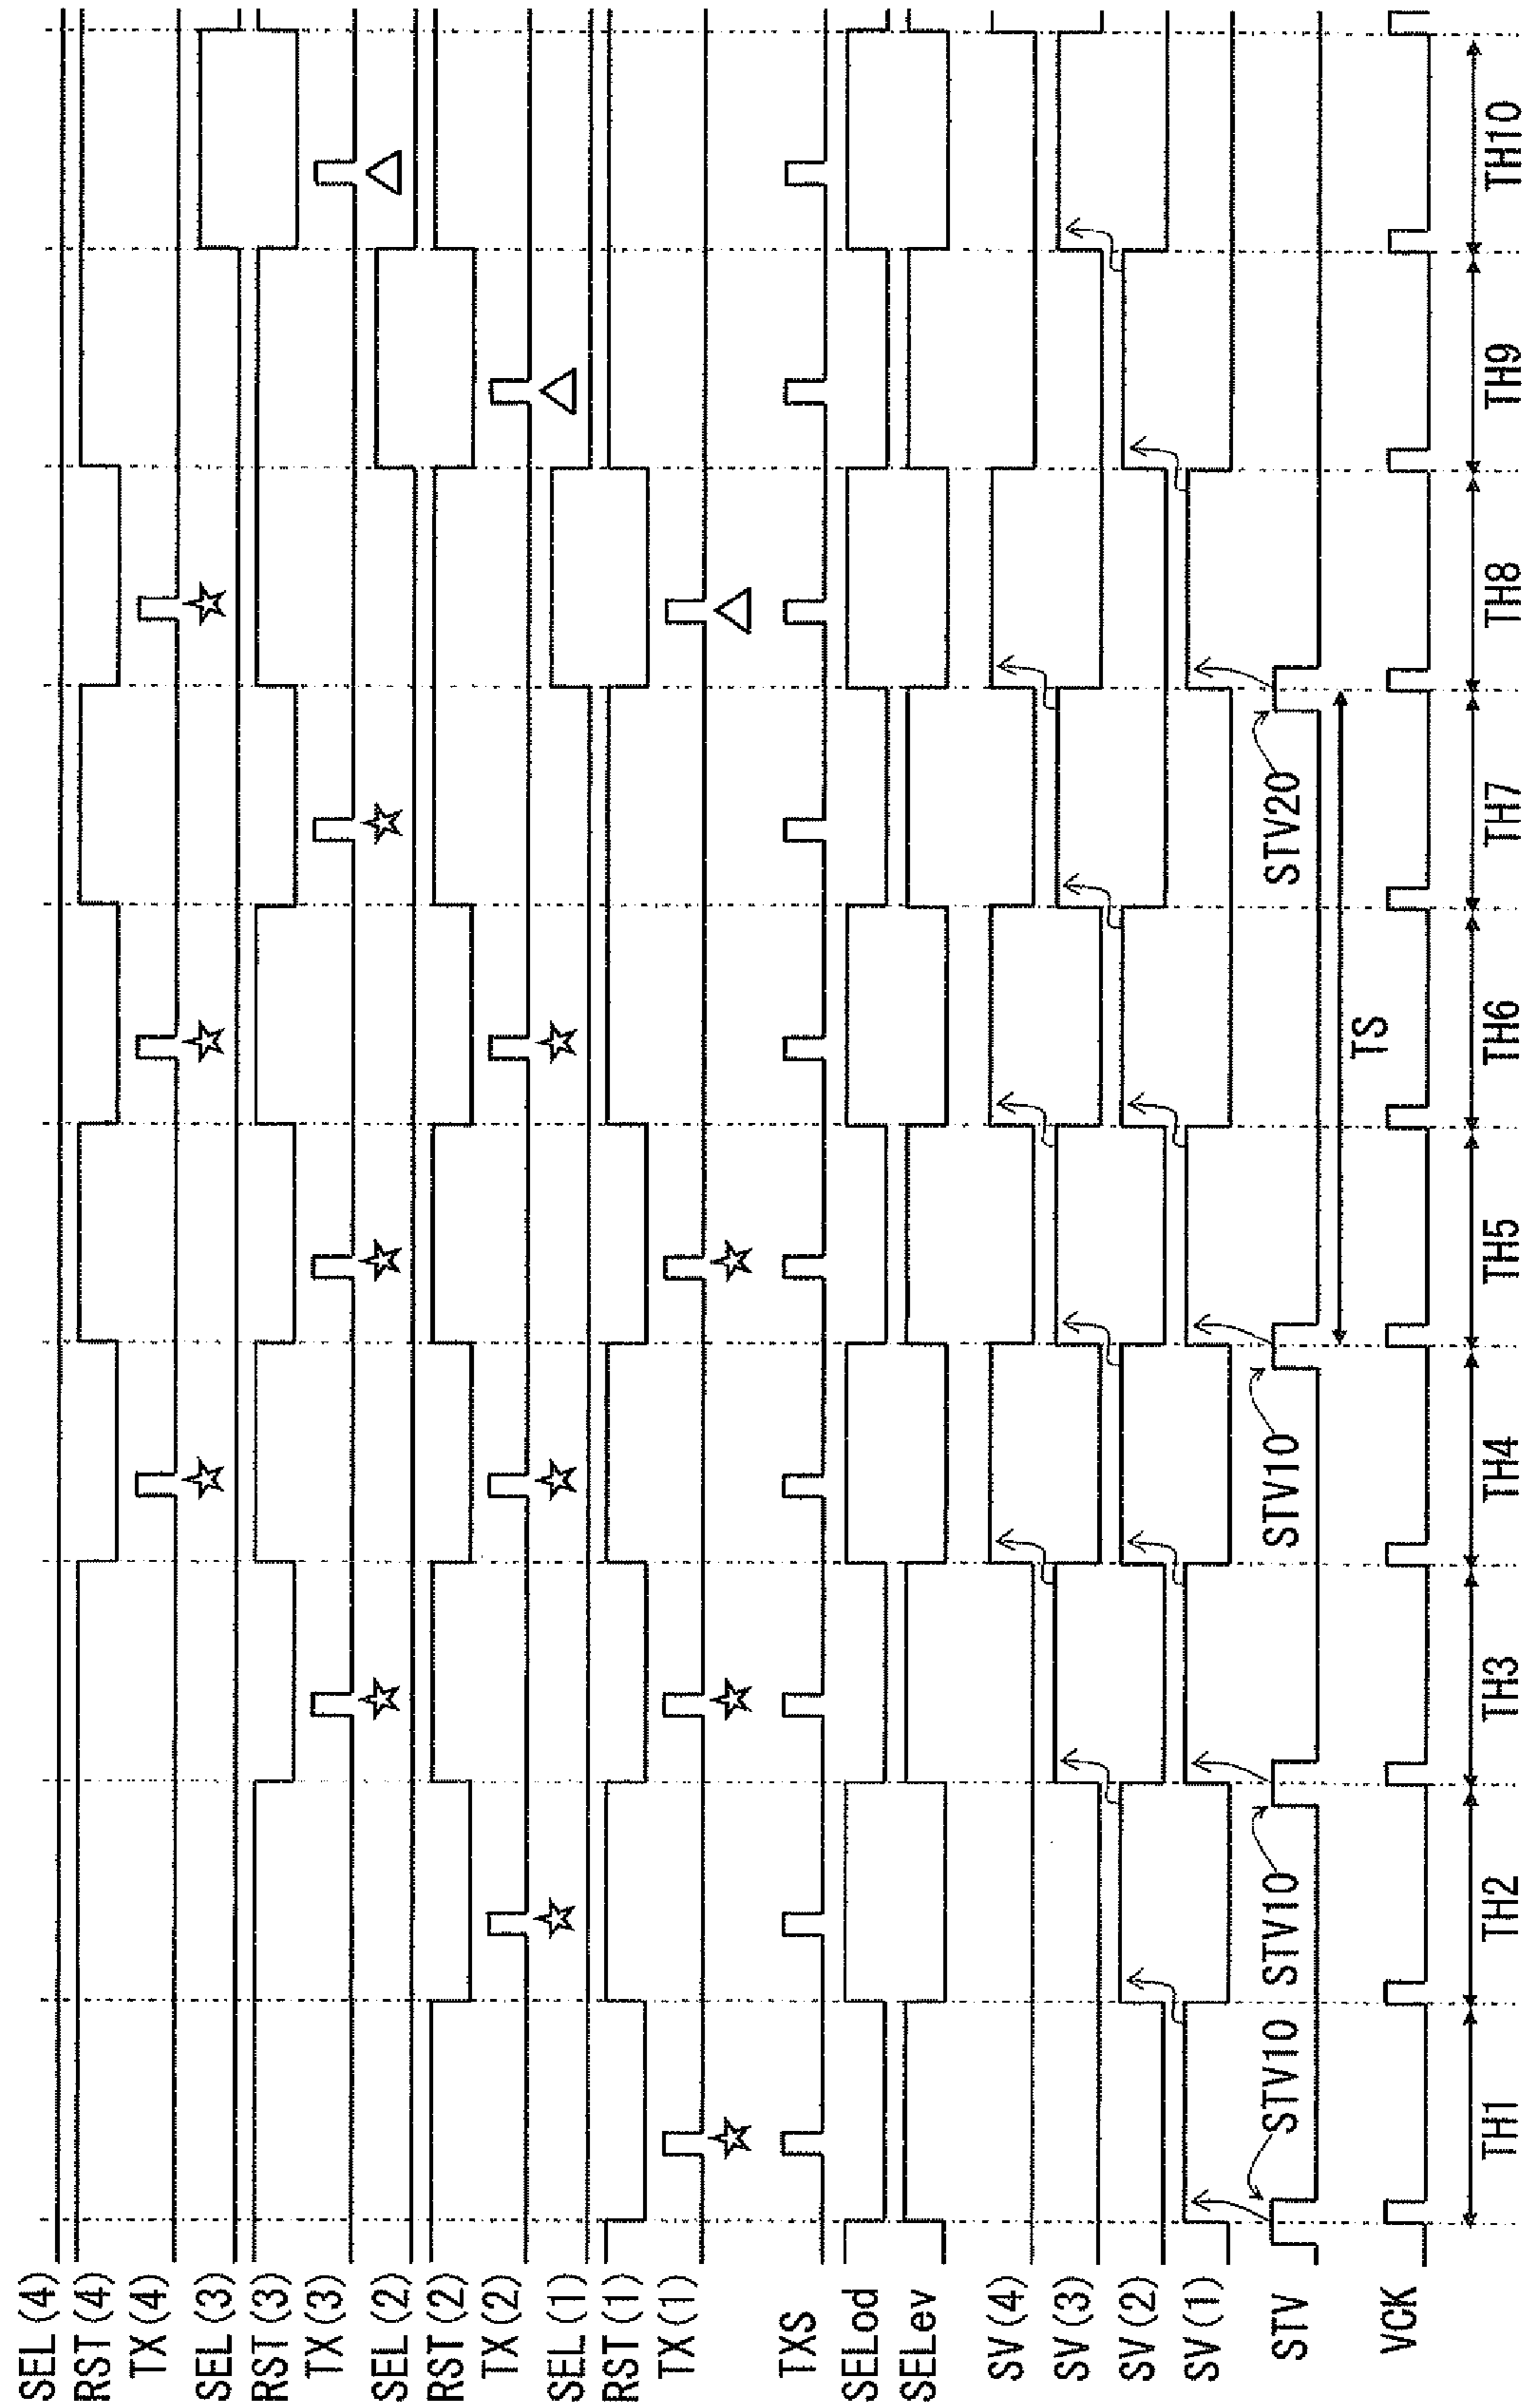 SEL(4)
RST(4)
TX(4)
SEL(3)
RST(3)
TX(3)
SEL(2)
RST(2)
TX(2)
SEL(1)
RST(1)
TX(1)
TXS
SELod
SELev
SV(4)
SV(3)
SV(2)
SV(1)
STV
STV10
STV10
STV10
STV20
TS
VCK
TH1
TH2
TH3
TH4
TH5
TH6
TH7
TH8
TH9
TH10